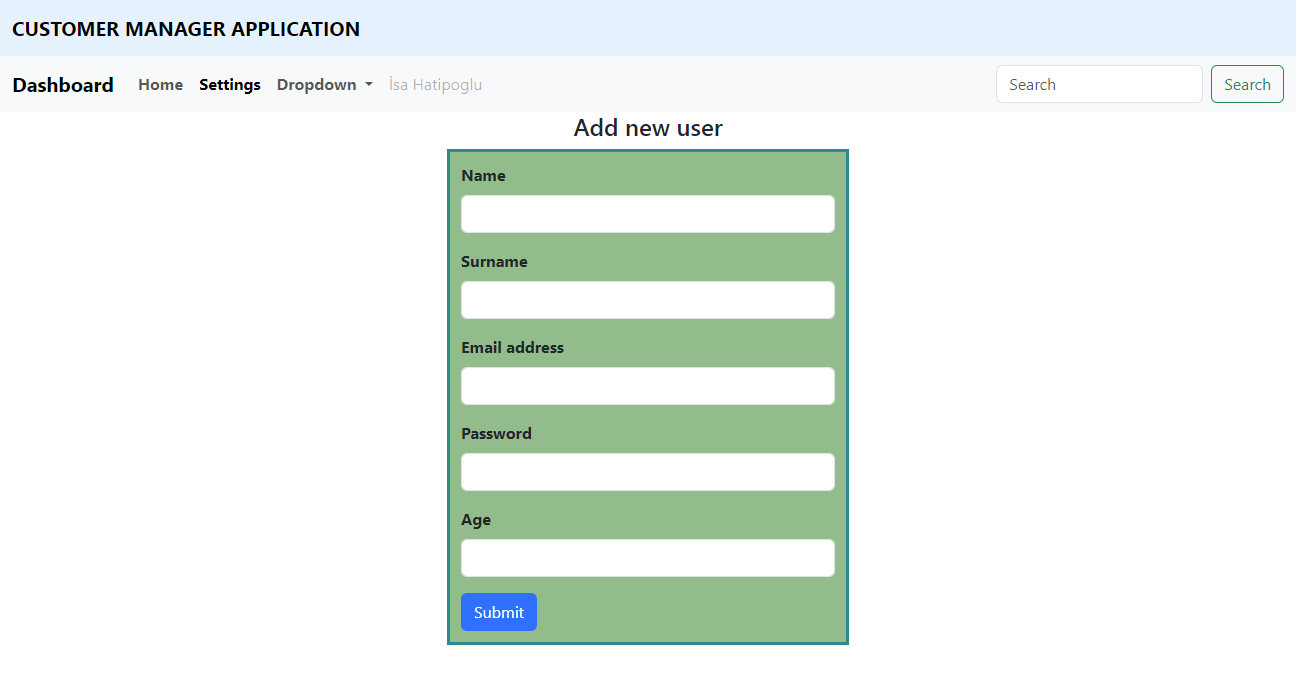 CUSTOMER MANAGER APPLICATION
Dashboard Home Settings Dropdown İsa Hatipoglu Search Search
Add new user
Name
Surname
Email address
Password
Age
Submit